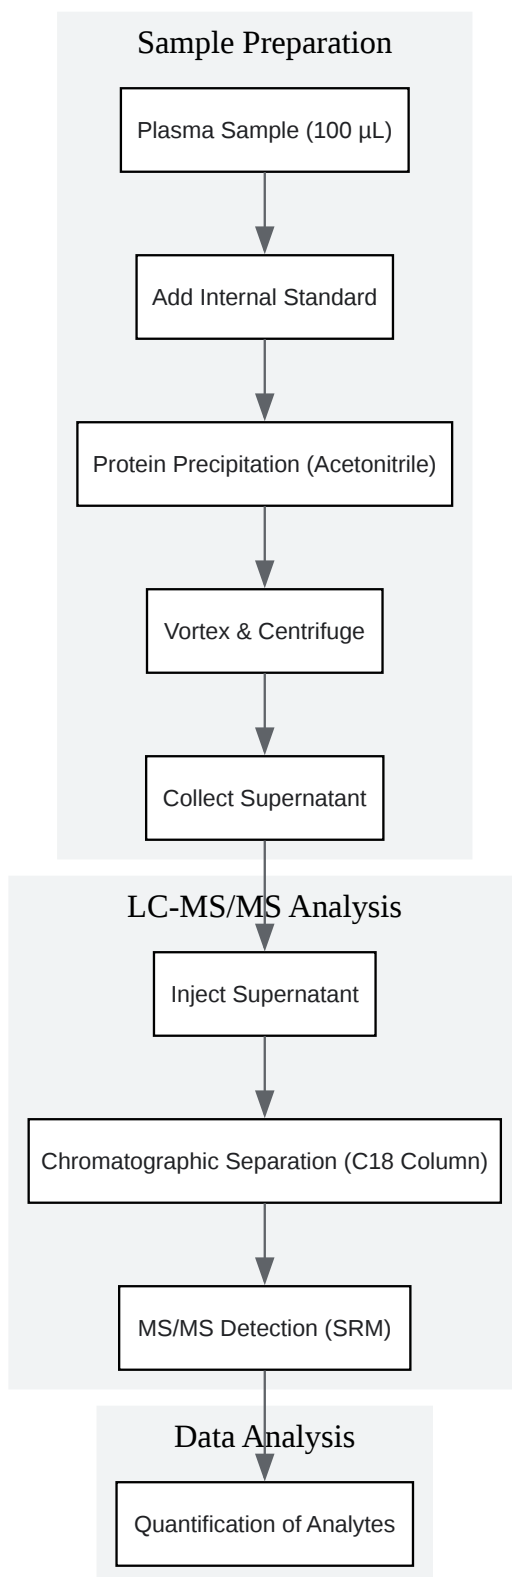 Sample Preparation
Plasma Sample (100 µL)
Add Internal Standard
Protein Precipitation (Acetonitrile)
Vortex & Centrifuge
Collect Supernatant
LC-MS/MS Analysis
Inject Supernatant
Chromatographic Separation (C18 Column)
MS/MS Detection (SRM)
Data Analysis
Quantification of Analytes